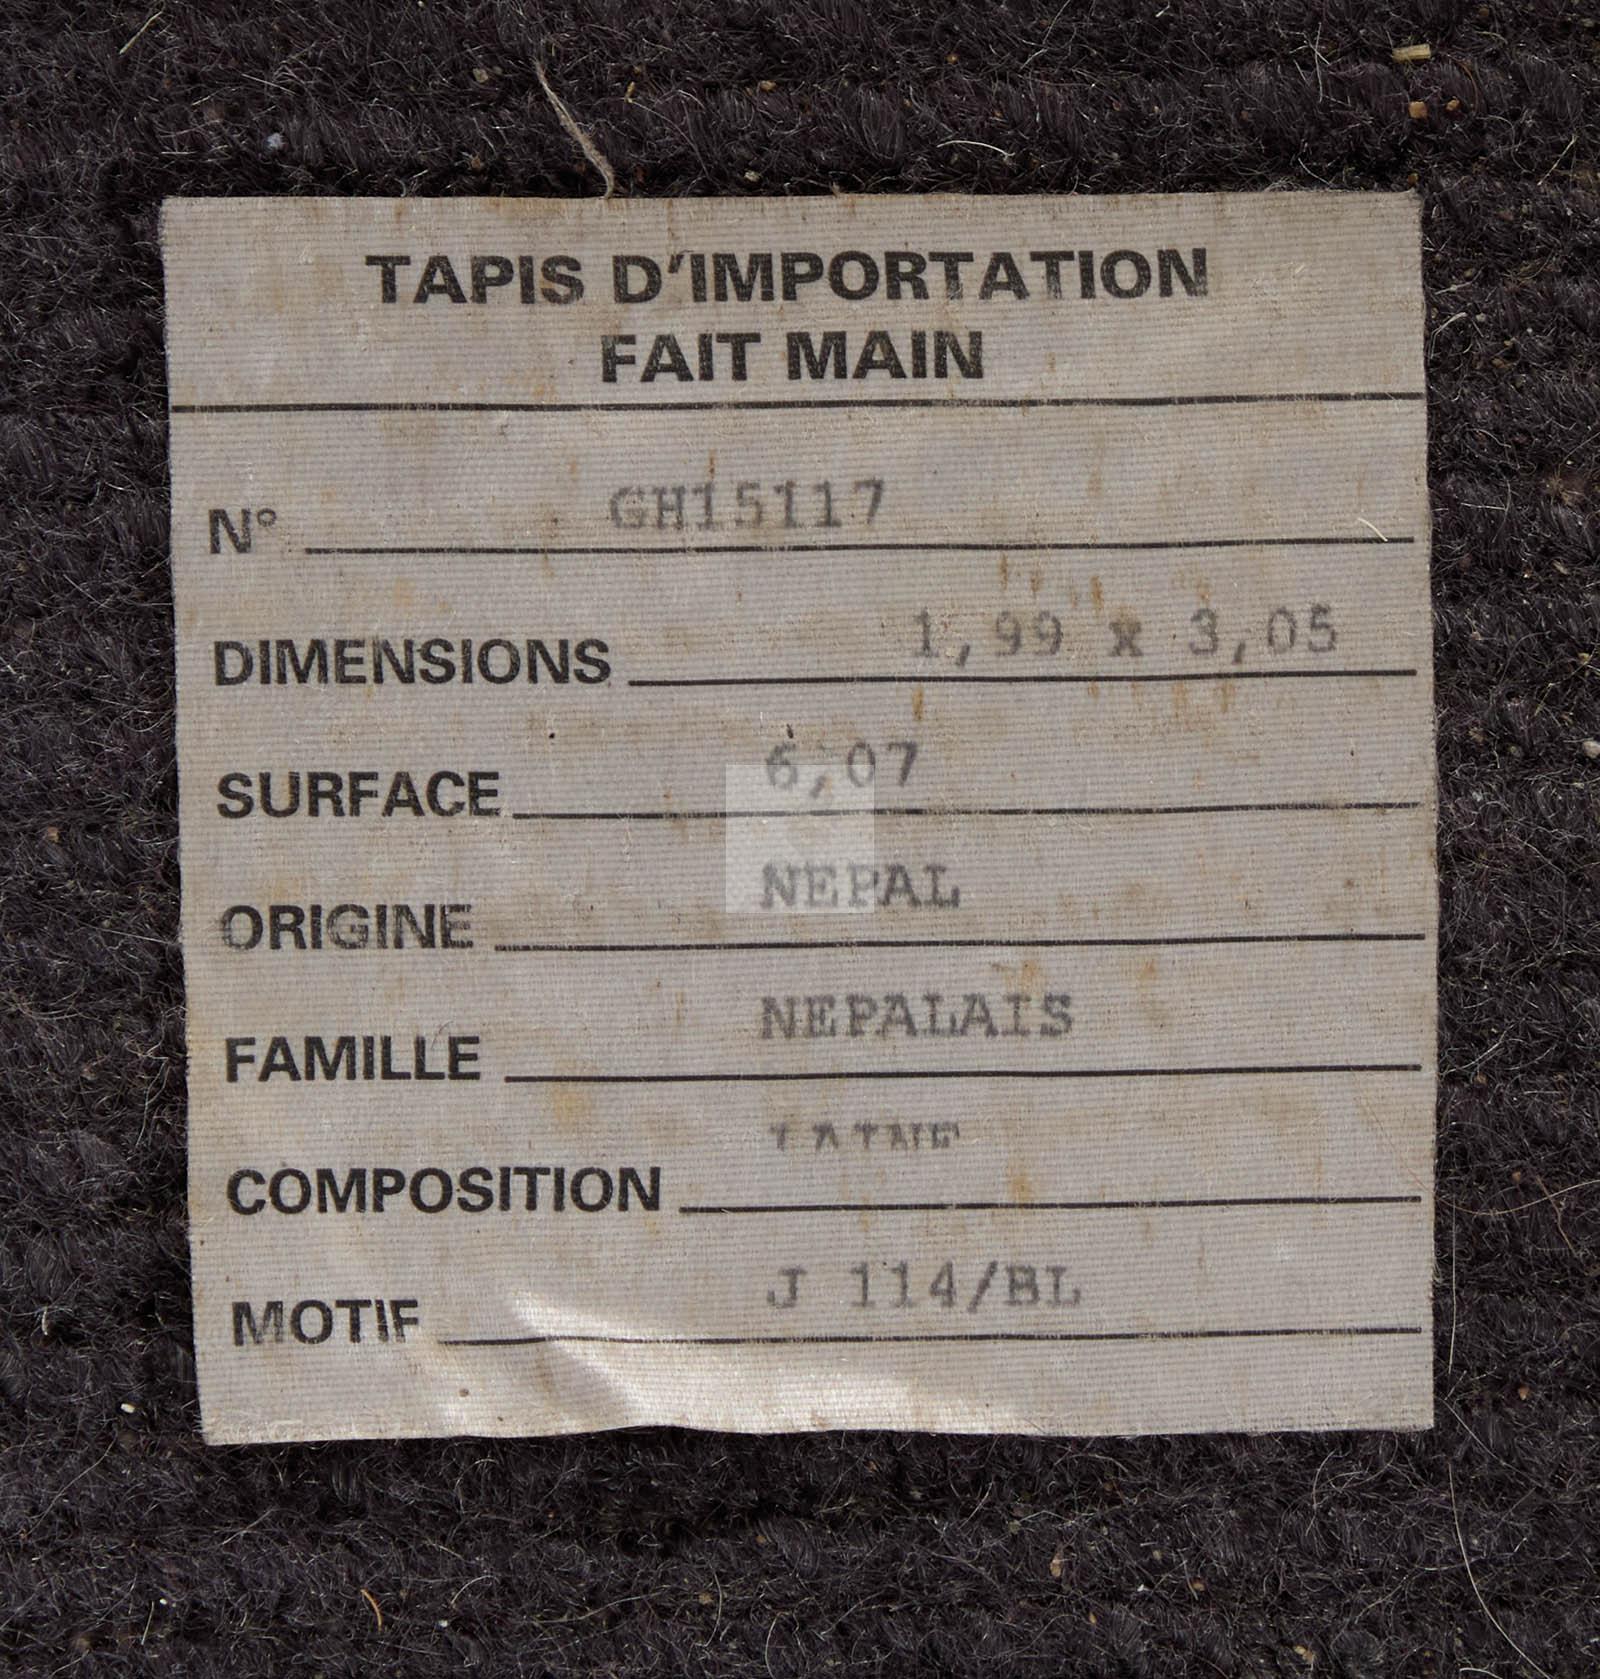 TAPIS D'IMPORTATION
FAIT MAIN
N° GH15117
DIMENSIONS 1,99 x 3,05
SURFACE 6,07
ORIGINE NEPAL
FAMILLE NEPALAIS
COMPOSITION LAINE
MOTIF J 114/BL